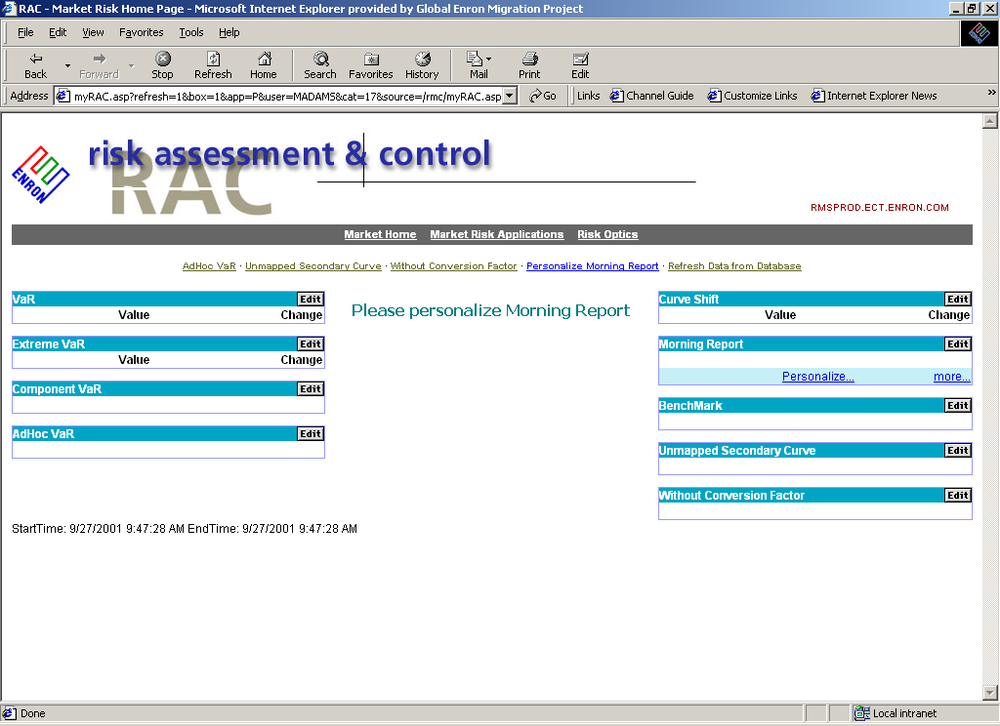 RAC - Market Risk Home Page - Microsoft Internet Explorer provided by Global Enron Migration Project
File Edit View Favorites Tools Help
Back Forward Stop Refresh Home Search Favorites History Mail Print Edit
Address myRAC.asp?refresh=1&box=1&app=P&user=MADAMS&cat=17&source=/rmc/myRAC.asp Go Links Channel Guide Customize Links Internet Explorer News »
ENRON
risk assessment & control
RAC
RMSPROD.ECT.ENRON.COM
Market Home Market Risk Applications Risk Optics
AdHoc VaR · Unmapped Secondary Curve · Without Conversion Factor · Personalize Morning Report · Refresh Data from Database
VaR Edit
Value Change
Extreme VaR Edit
Value Change
Component VaR Edit
AdHoc VaR Edit
Please personalize Morning Report
Curve Shift Edit
Value Change
Morning Report Edit
Personalize... more...
BenchMark Edit
Unmapped Secondary Curve Edit
Without Conversion Factor Edit
StartTime: 9/27/2001 9:47:28 AM EndTime: 9/27/2001 9:47:28 AM
Done Local intranet